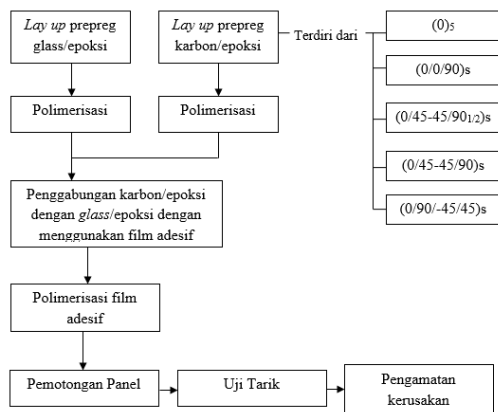 Lay up prepreg
glass/epoksi
Lay up prepreg
karbon/epoksi
Terdiri dari
(0)5
(0/0/90)s
(0/45-45/901/2)s
(0/45-45/90)s
(0/90/-45/45)s
Polimerisasi
Polimerisasi
Penggabungan karbon/epoksi
dengan glass/epoksi dengan
menggunakan film adesif
Polimerisasi film
adesif
Pemotongan Panel
Uji Tarik
Pengamatan
kerusakan